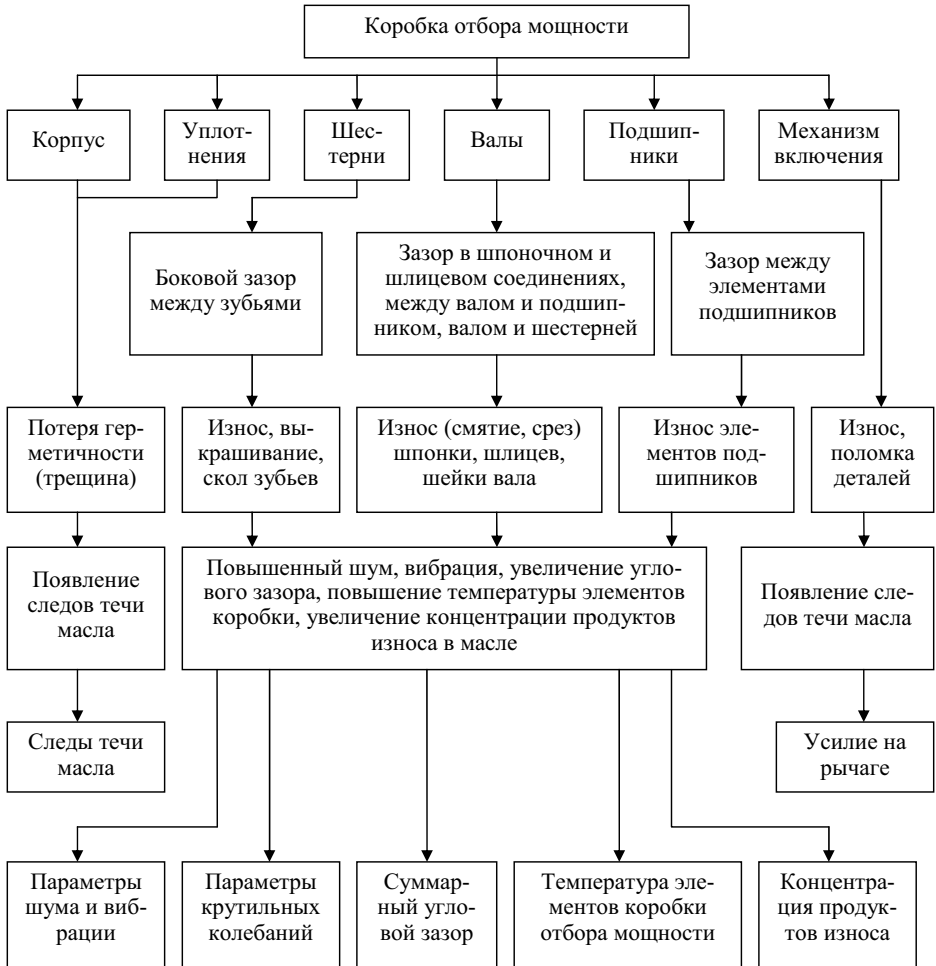 Коробка отбора мощности
Корпус
Уплот-
нения
Шес-
терни
Валы
Подшип-
ники
Механизм
включения
Боковой зазор
между зубьями
Зазор в шпоночном и
шлицевом соединениях,
между валом и подшип-
ником, валом и шестерней
Зазор между
элементами
подшипников
Потеря гер-
метичности
(трещина)
Износ, вы-
крашивание,
скол зубьев
Износ (смятие, срез)
шпонки, шлицев,
шейки вала
Износ эле-
ментов под-
шипников
Износ,
поломка
деталей
Появление
следов течи
масла
Повышенный шум, вибрация, увеличение угло-
вого зазора, повышение температуры элементов
коробки, увеличение концентрации продуктов
износа в масле
Появление сле-
дов течи масла
Следы течи
масла
Усилие на
рычаге
Параметры
шума и виб-
рации
Параметры
крутильных
колебаний
Суммар-
ный угло-
вой зазор
Температура эле-
ментов коробки
отбора мощности
Концентра-
ция продук-
тов износа